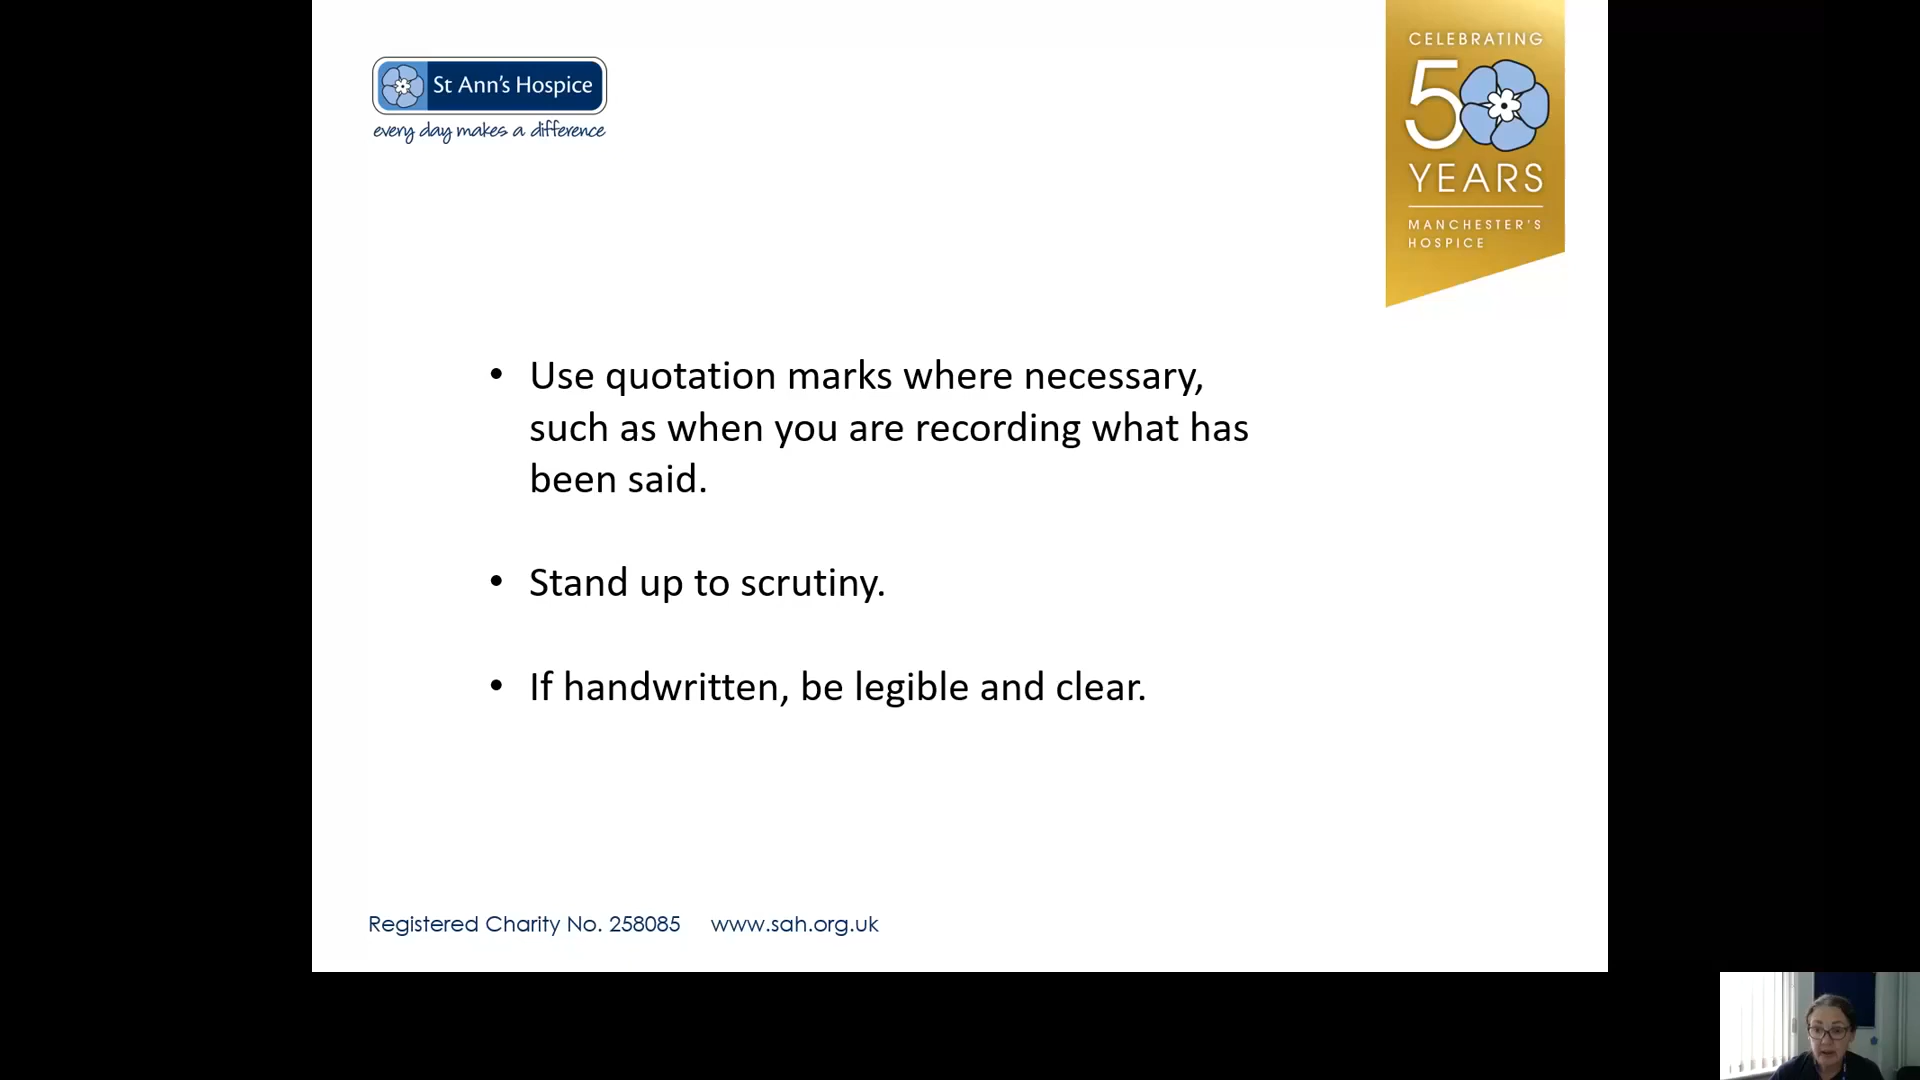 St Ann's Hospice
every day makes a difference
CELEBRATING
50
YEARS
MANCHESTER'S
HOSPICE
• Use quotation marks where necessary,
such as when you are recording what has
been said.
• Stand up to scrutiny.
• If handwritten, be legible and clear.
Registered Charity No. 258085 www.sah.org.uk